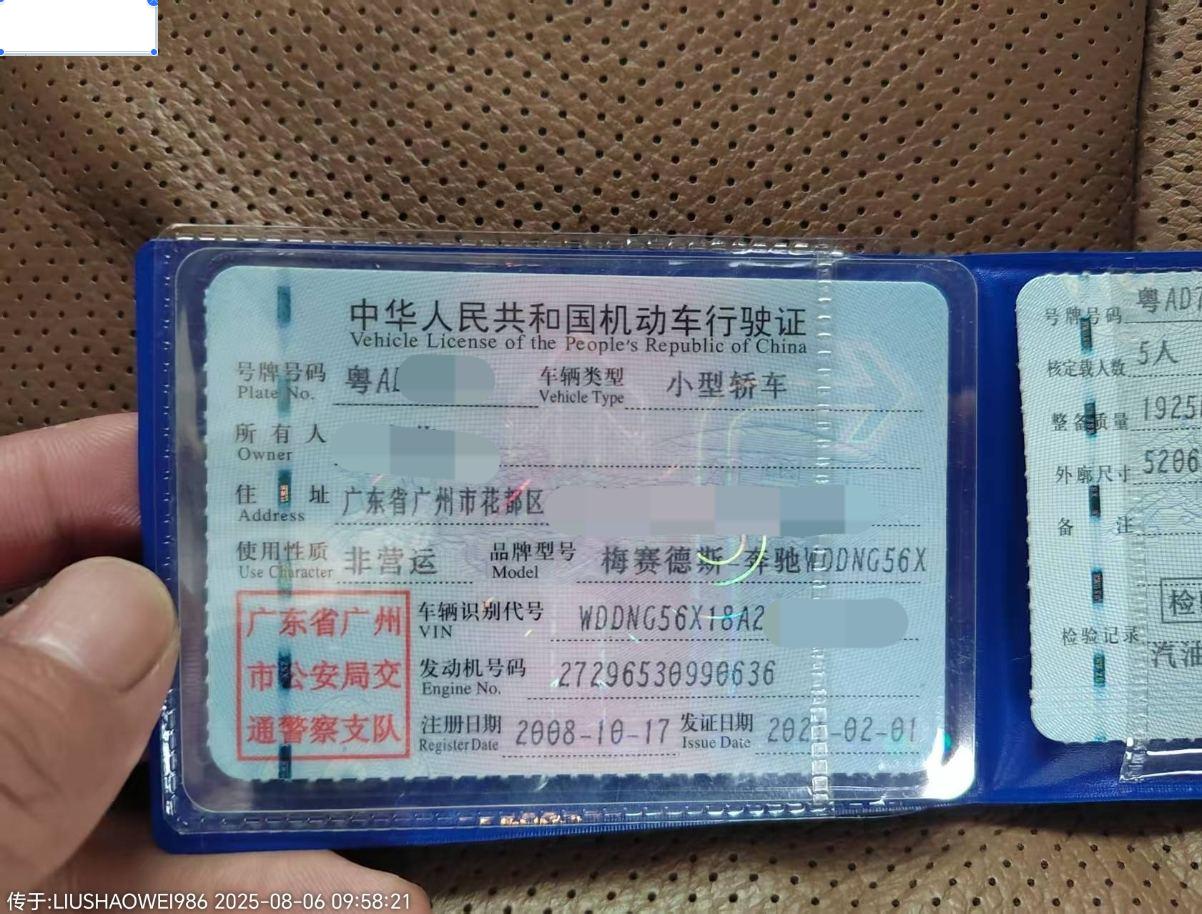 中华人民共和国机动车行驶证
Vehicle License of the People's Republic of China
号牌号码 粤A 车辆类型 小型轿车
Plate No. Vehicle Type
所有人
Owner
住址 广东省广州市花都区
Address
使用性质 非营运 品牌型号 梅赛德斯-奔驰WDDNG56X
Use Character Model
广东省广州
市公安局交
通警察支队
车辆识别代号 WDDNG56X18A2
VIN
发动机号码 27296530990636
Engine No.
注册日期 2008-10-17 发证日期 -02-01
Register Date Issue Date
号牌号码 粤AD
核定载人数 5人
整备质量 1925
外廓尺寸 5206
备注
检
检验记录
汽油
传于:LIUSHAOWEI986 2025-08-06 09:58:21